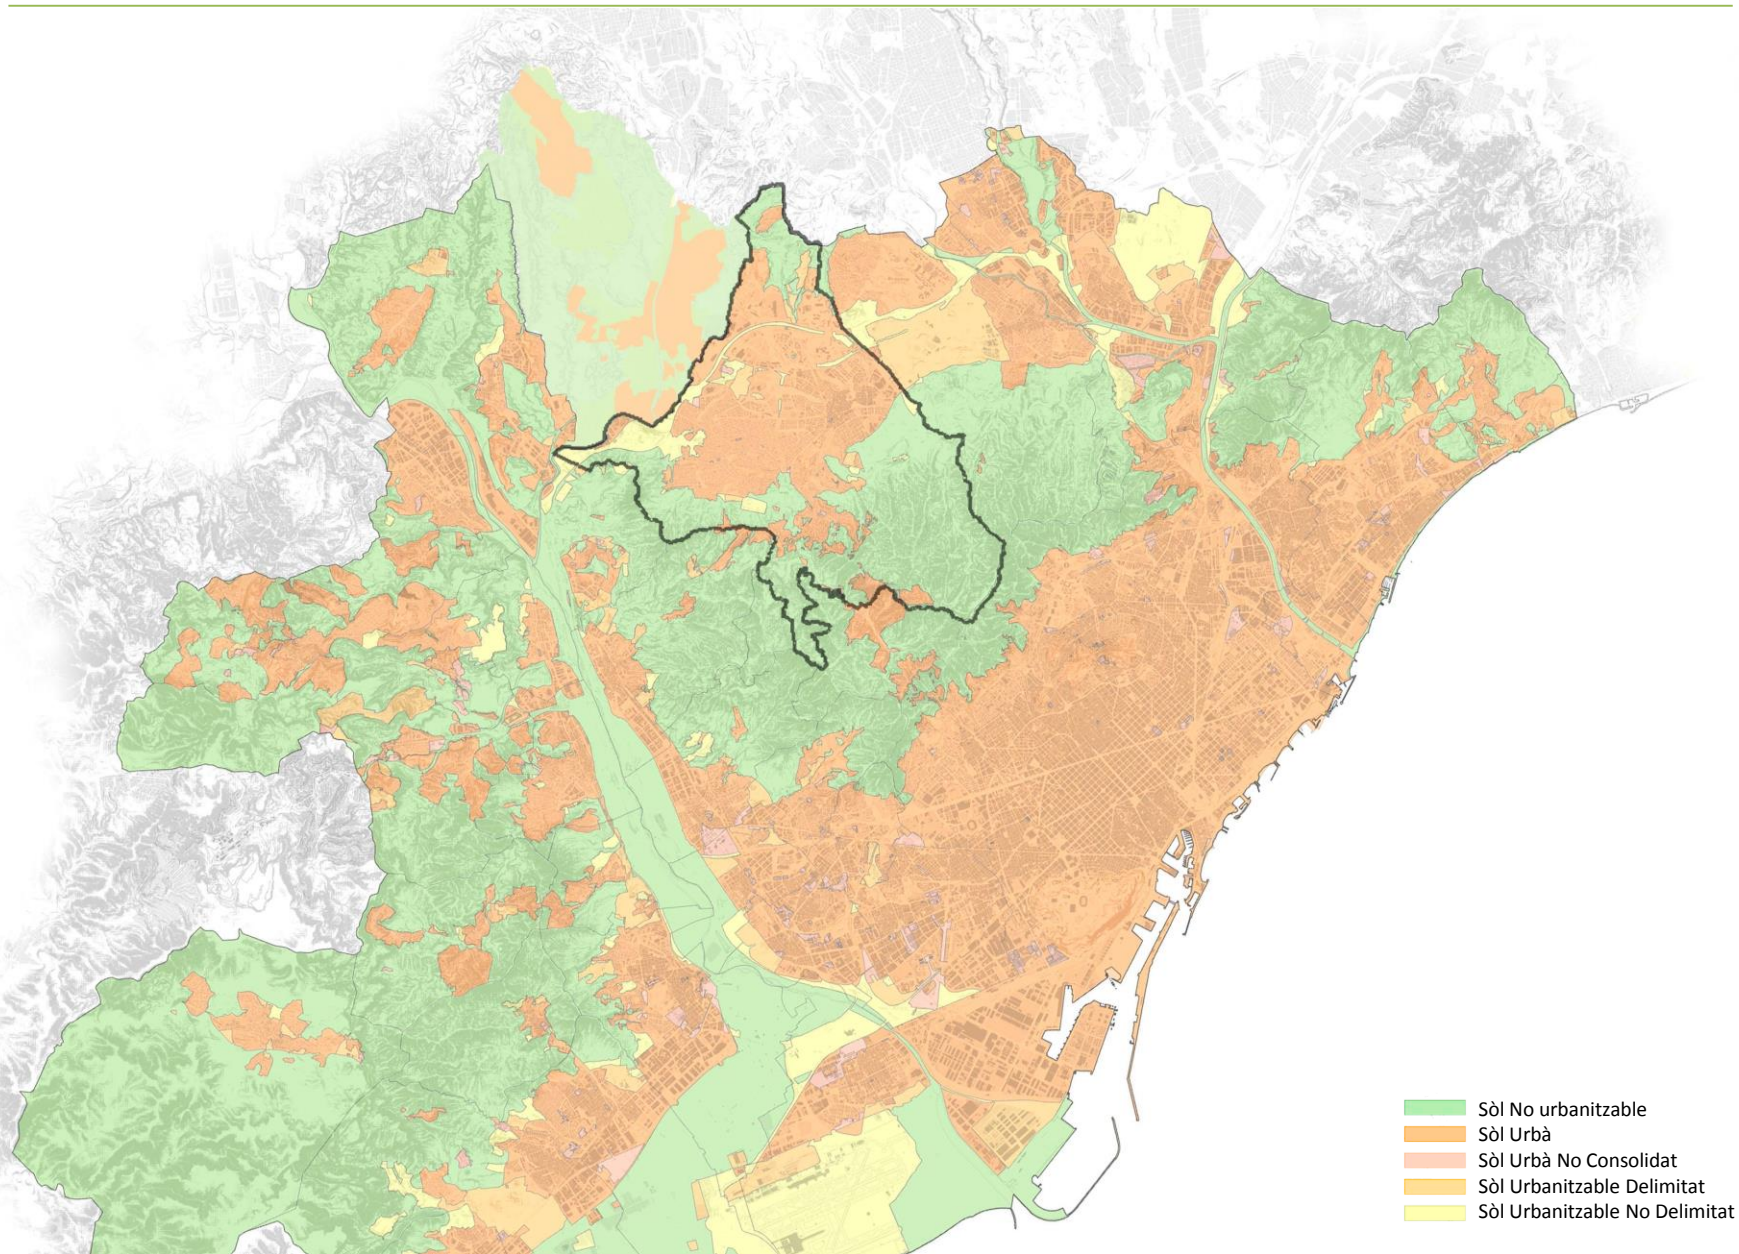 Sòl No urbanitzable
Sòl Urbà
Sòl Urbà No Consolidat
Sòl Urbanitzable Delimitat
Sòl Urbanitzable No Delimitat